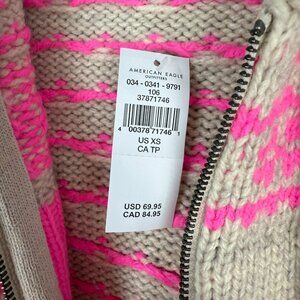 AMERICAN EAGLE
OUTFITTERS
034 - 0341 - 9791
106
37871746
4 00378 71746 5
US XS
CA TP
USD 69.95
CAD 84.95